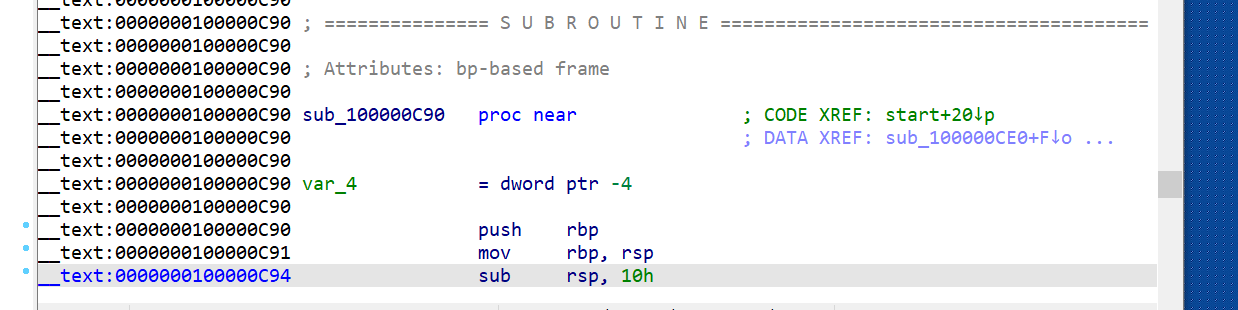 __text:0000000100000C90
__text:0000000100000C90 ; =============== S U B R O U T I N E =======================================
__text:0000000100000C90
__text:0000000100000C90 ; Attributes: bp-based frame
__text:0000000100000C90
__text:0000000100000C90 sub_100000C90   proc near               ; CODE XREF: start+20↓p
__text:0000000100000C90                                         ; DATA XREF: sub_100000CE0+F↓o ...
__text:0000000100000C90
__text:0000000100000C90 var_4           = dword ptr -4
__text:0000000100000C90
__text:0000000100000C90                 push    rbp
__text:0000000100000C91                 mov     rbp, rsp
__text:0000000100000C94                 sub     rsp, 10h